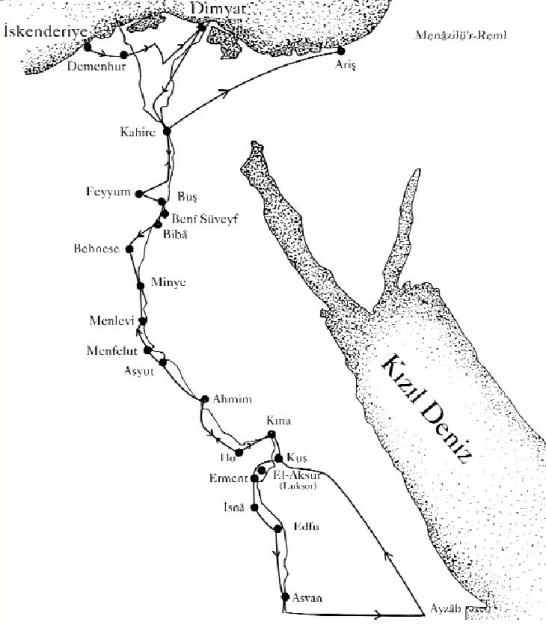 Dimyat
İskenderiye
Menâzilü'r-Reml
Demenhur
Ariş
Kahire
Feyyum
Buş
Benî Süveyf
Bibâ
Behnese
Minye
Menlevi
Menfelut
Asyut
Ahmim
Kına
Ho
Kuş
El-Aksur
(Luksor)
Erment
İsnâ
Edfu
Asvan
Ayzâb
Kızıl Deniz